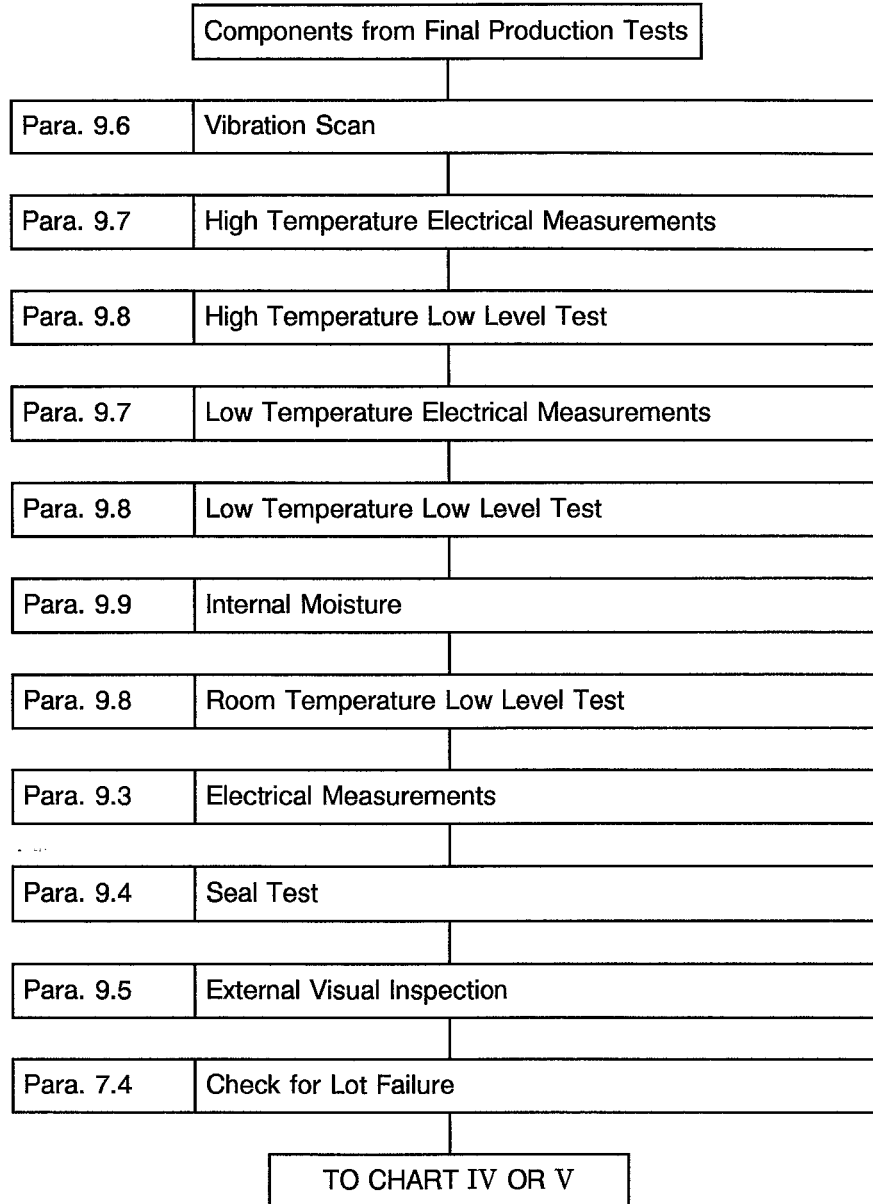 Components from Final Production Tests
Para. 9.6 Vibration Scan
Para. 9.7 High Temperature Electrical Measurements
Para. 9.8 High Temperature Low Level Test
Para. 9.7 Low Temperature Electrical Measurements
Para. 9.8 Low Temperature Low Level Test
Para. 9.9 Internal Moisture
Para. 9.8 Room Temperature Low Level Test
Para. 9.3 Electrical Measurements
Para. 9.4 Seal Test
Para. 9.5 External Visual Inspection
Para. 7.4 Check for Lot Failure
TO CHART IV OR V